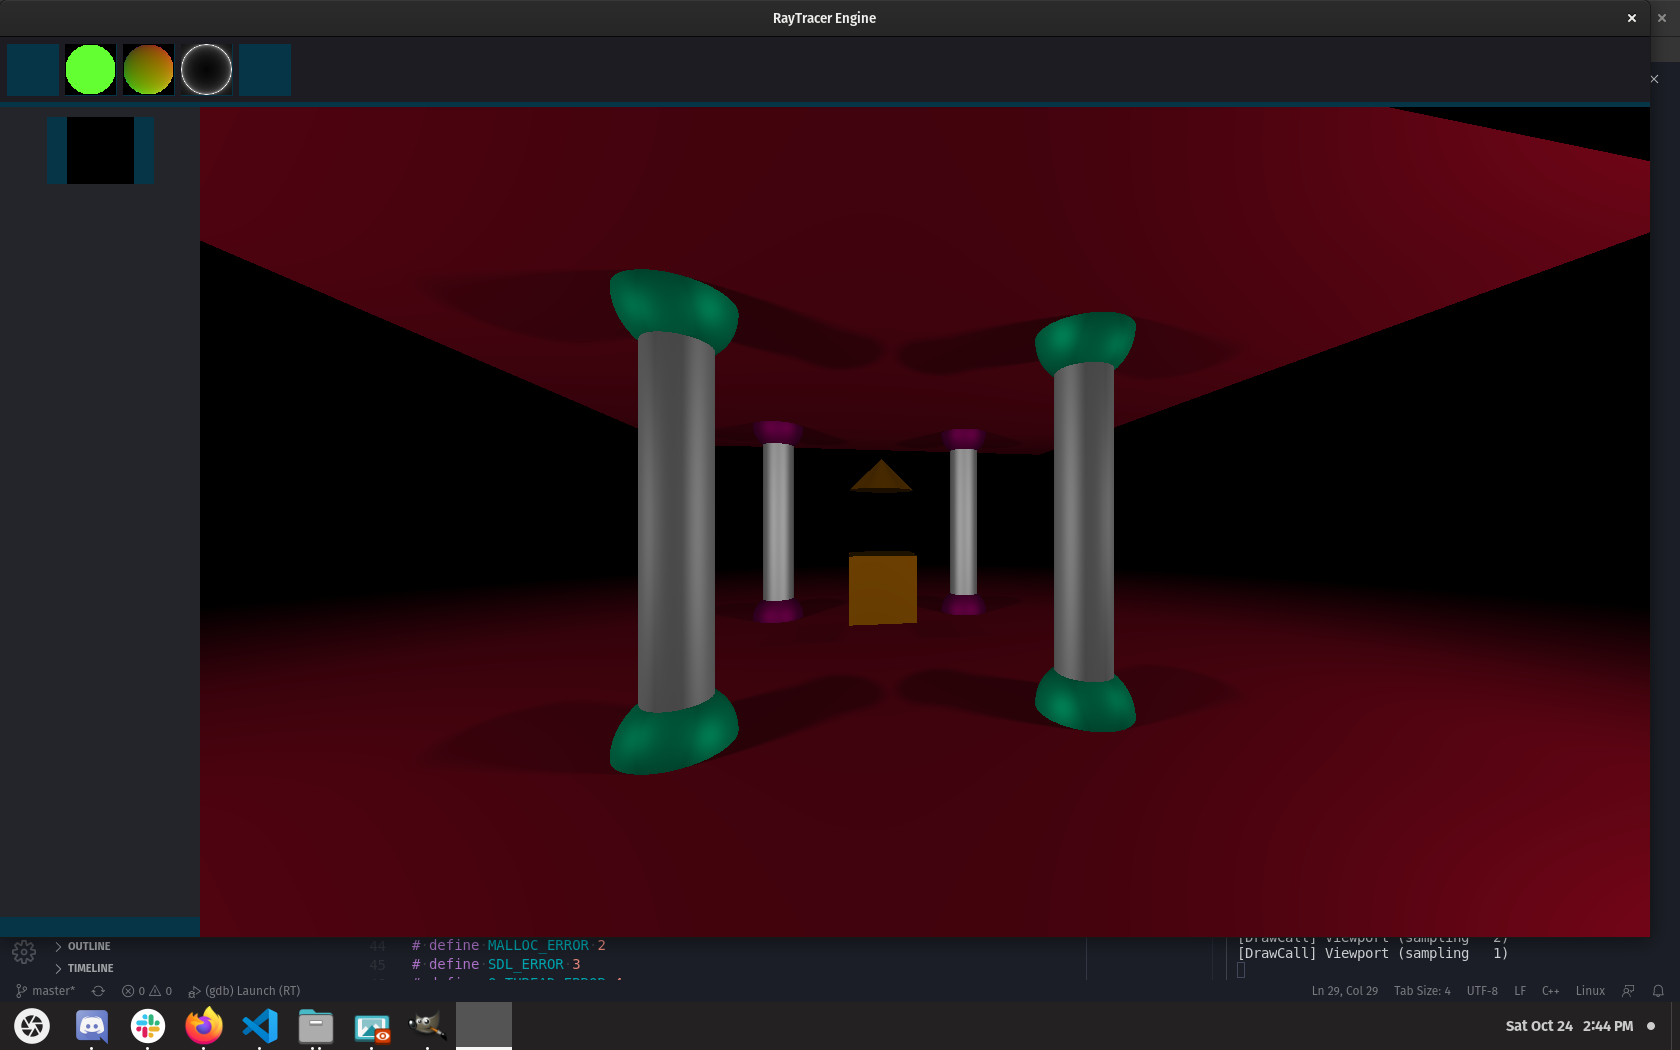 RayTracer Engine
OUTLINE
TIMELINE
44 # define MALLOC_ERROR 2
45 # define SDL_ERROR 3
[DrawCall] Viewport (sampling 2)
[DrawCall] Viewport (sampling 1)
master* 0 0 (gdb) Launch (RT) Ln 29, Col 29 Tab Size: 4 UTF-8 LF C++ Linux
Sat Oct 24 2:44 PM